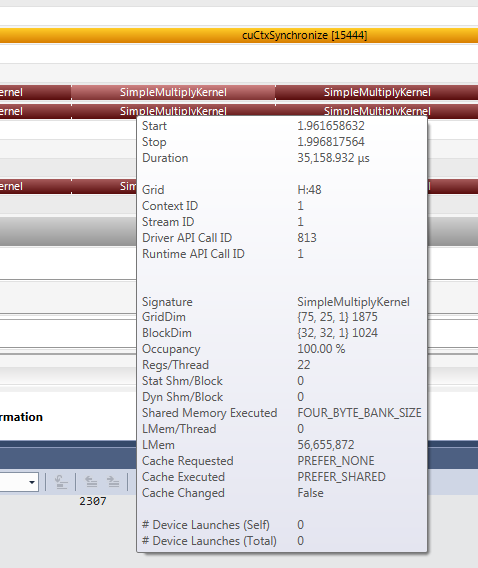 cuCtxSynchronize [15444]
rnel SimpleMultiplyKernel SimpleMultiplyKernel
ernel SimpleMultiplyKernel SimpleMultiplyKernel
Start 1.961658632
Stop 1.996817564
Duration 35,158.932 µs
ernel Sim el
Grid H:48
Context ID 1
Stream ID 1
Driver API Call ID 813
Runtime API Call ID 1
Signature SimpleMultiplyKernel
GridDim {75, 25, 1} 1875
BlockDim {32, 32, 1} 1024
Occupancy 100.00 %
Regs/Thread 22
Stat Shm/Block 0
Dyn Shm/Block 0
Shared Memory Executed FOUR_BYTE_BANK_SIZE
rmation
LMem/Thread 0
LMem 56,655,872
Cache Requested PREFER_NONE
Cache Executed PREFER_SHARED
Cache Changed False
2307
# Device Launches (Self) 0
# Device Launches (Total) 0